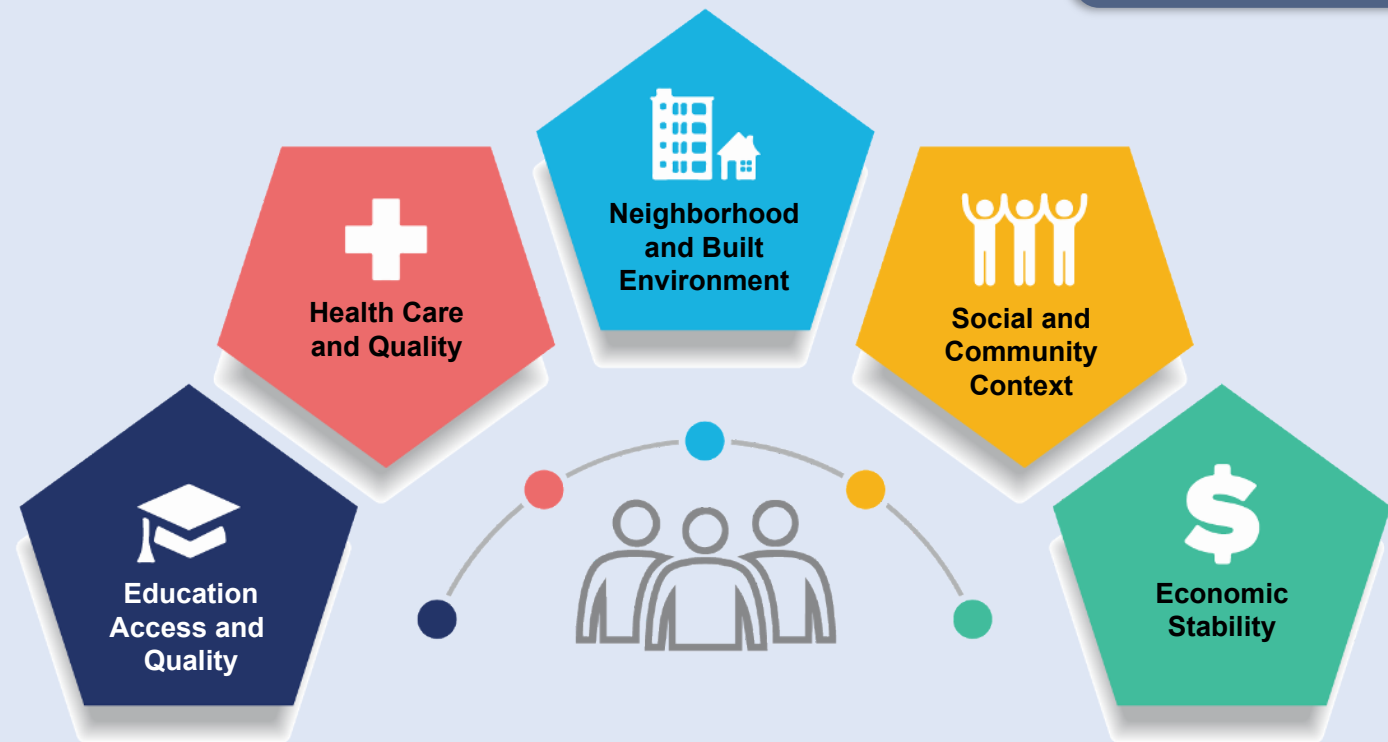 Neighborhood
and Built
Environment
Health Care
and Quality
Social and
Community
Context
Education
Access and
Quality
Economic
Stability